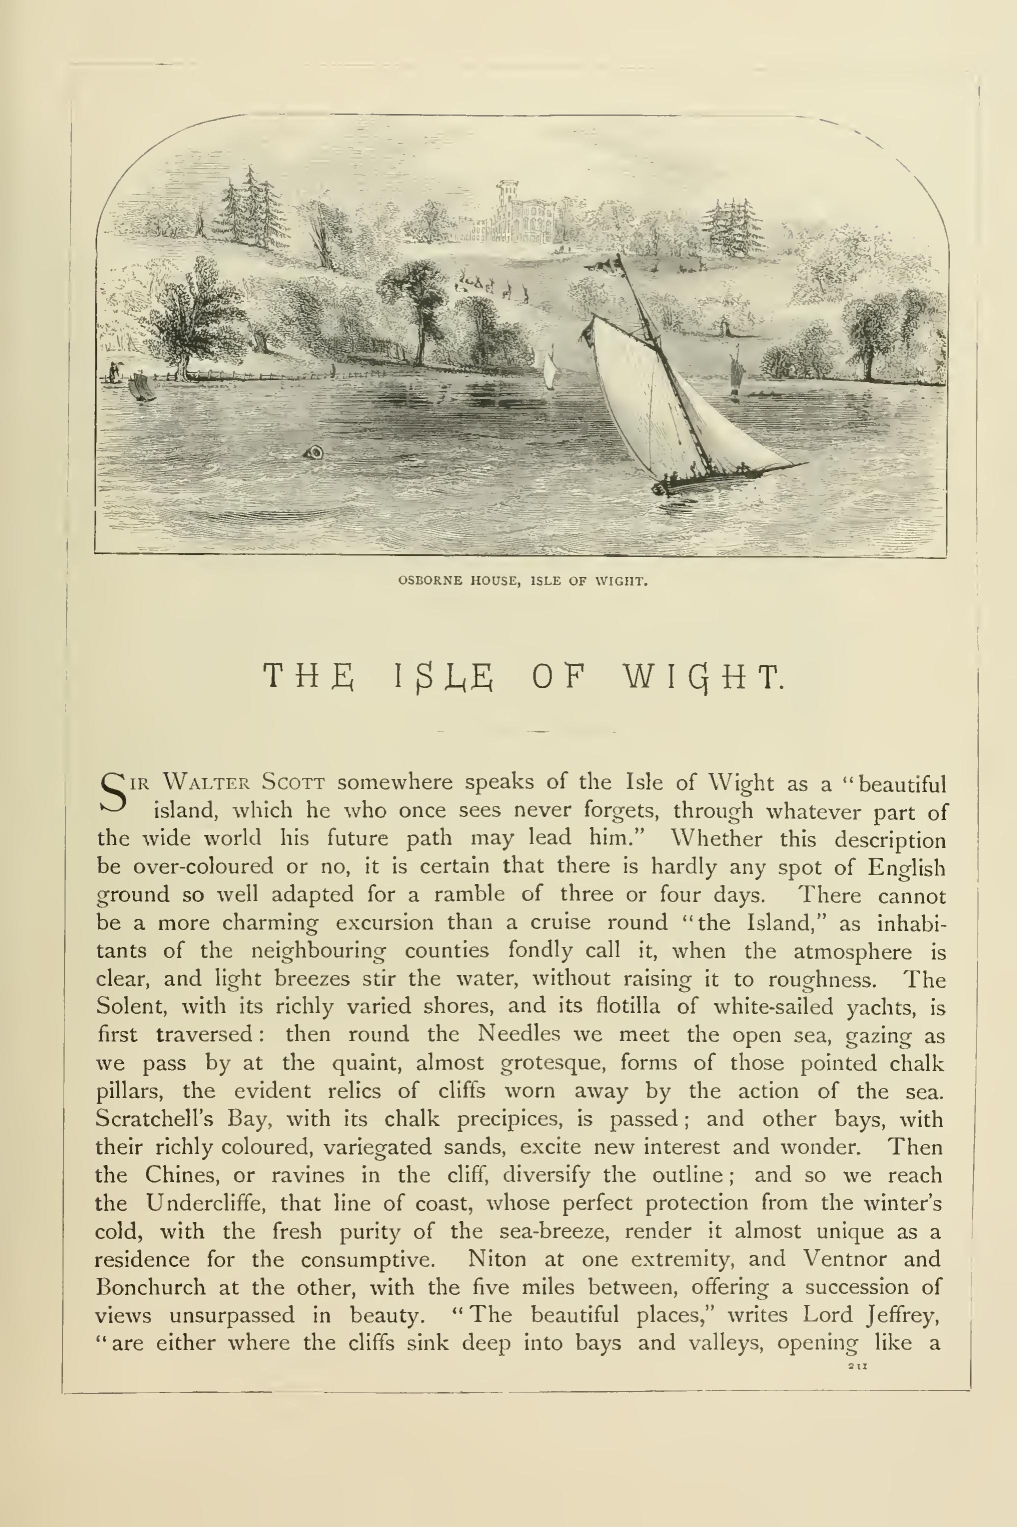 OSBORNE HOUSE, ISLE OF WIGHT.
THE ISLE OF WIGHT.
SIR WALTER SCOTT somewhere speaks of the Isle of Wight as a “beautiful
island, which he who once sees never forgets, through whatever part of
the wide world his future path may lead him.” Whether this description
be over-coloured or no, it is certain that there is hardly any spot of English
ground so well adapted for a ramble of three or four days. There cannot
be a more charming excursion than a cruise round “the Island,” as inhabi-
tants of the neighbouring counties fondly call it, when the atmosphere is
clear, and light breezes stir the water, without raising it to roughness. The
Solent, with its richly varied shores, and its flotilla of white-sailed yachts, is
first traversed: then round the Needles we meet the open sea, gazing as
we pass by at the quaint, almost grotesque, forms of those pointed chalk
pillars, the evident relics of cliffs worn away by the action of the sea.
Scratchell’s Bay, with its chalk precipices, is passed; and other bays, with
their richly coloured, variegated sands, excite new interest and wonder. Then
the Chines, or ravines in the cliff, diversify the outline; and so we reach
the Undercliffe, that line of coast, whose perfect protection from the winter’s
cold, with the fresh purity of the sea-breeze, render it almost unique as a
residence for the consumptive. Niton at one extremity, and Ventnor and
Bonchurch at the other, with the five miles between, offering a succession of
views unsurpassed in beauty. “The beautiful places,” writes Lord Jeffrey,
“are either where the cliffs sink deep into bays and valleys, opening like a
211